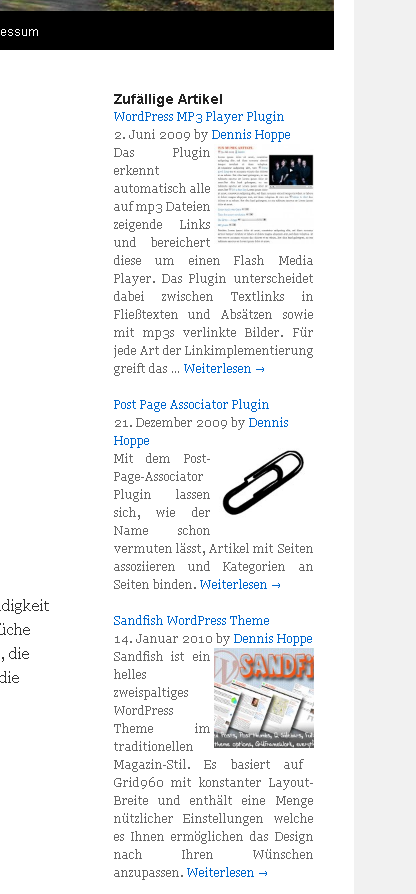 essum
Zufällige Artikel
WordPress MP3 Player Plugin
2. Juni 2009 by Dennis Hoppe
Das Plugin
erkennt
automatisch alle
auf mp3 Dateien
zeigende Links
und bereichert
diese um einen Flash Media
Player. Das Plugin unterscheidet
dabei zwischen Textlinks in
Fließtexten und Absätzen sowie
mit mp3s verlinkte Bilder. Für
jede Art der Linkimplementierung
greift das ... Weiterlesen →
Post Page Associator Plugin
21. Dezember 2009 by Dennis
Hoppe
Mit dem Post-
Page-Associator
Plugin lassen
sich, wie der
Name schon
vermuten lässt, Artikel mit Seiten
assoziieren und Kategorien an
Seiten binden. Weiterlesen →
digkeit
üche
, die
die
Sandfish WordPress Theme
14. Januar 2010 by Dennis Hoppe
SANDFI
Sandfish ist ein
helles
zweispaltiges
WordPress
Theme im
traditionellen
Magazin-Stil. Es basiert auf
Grid960 mit konstanter Layout-
Breite und enthält eine Menge
nützlicher Einstellungen welche
es Ihnen ermöglichen das Design
nach Ihren Wünschen
anzupassen. Weiterlesen →